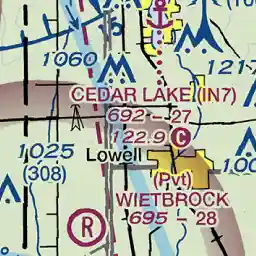 1060
1217
CEDAR LAKE (IN7)
692 - 27
122.9 C
1025
(308)
Lowell
(Pvt)
WIETBROCK
695 - 28
R